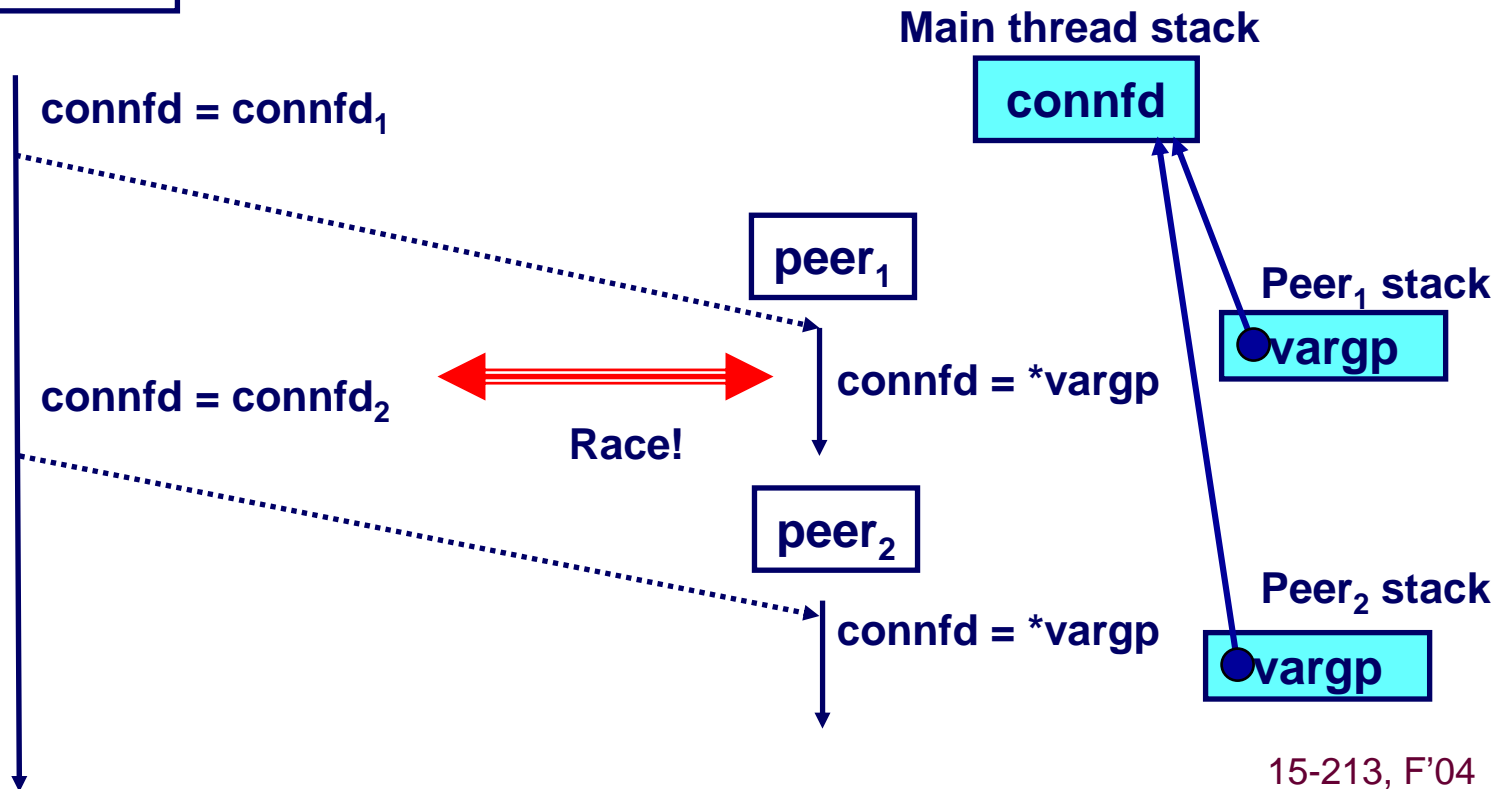 Main thread stack
connfd = connfd₁
connfd
peer₁
Peer₁ stack
vargp
connfd = *vargp
connfd = connfd₂
Race!
peer₂
Peer₂ stack
connfd = *vargp
vargp
15-213, F'04